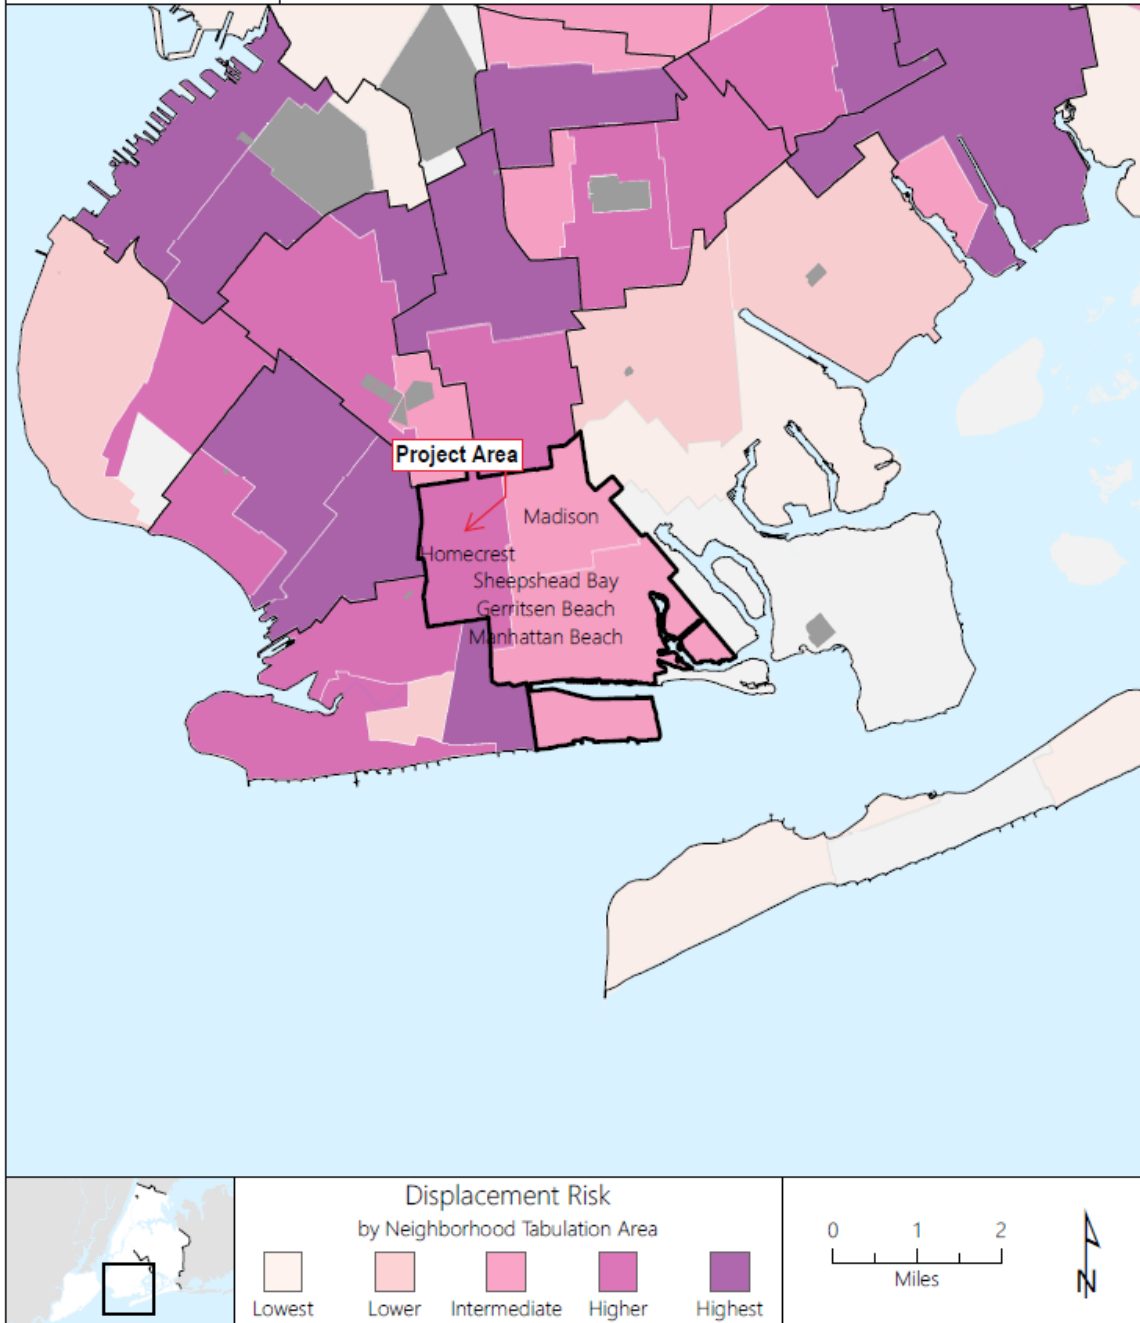 Project Area
Madison
Homecrest
Sheepshead Bay
Gerritsen Beach
Manhattan Beach
Displacement Risk
by Neighborhood Tabulation Area
Lowest Lower Intermediate Higher Highest
0 1 2
Miles
N